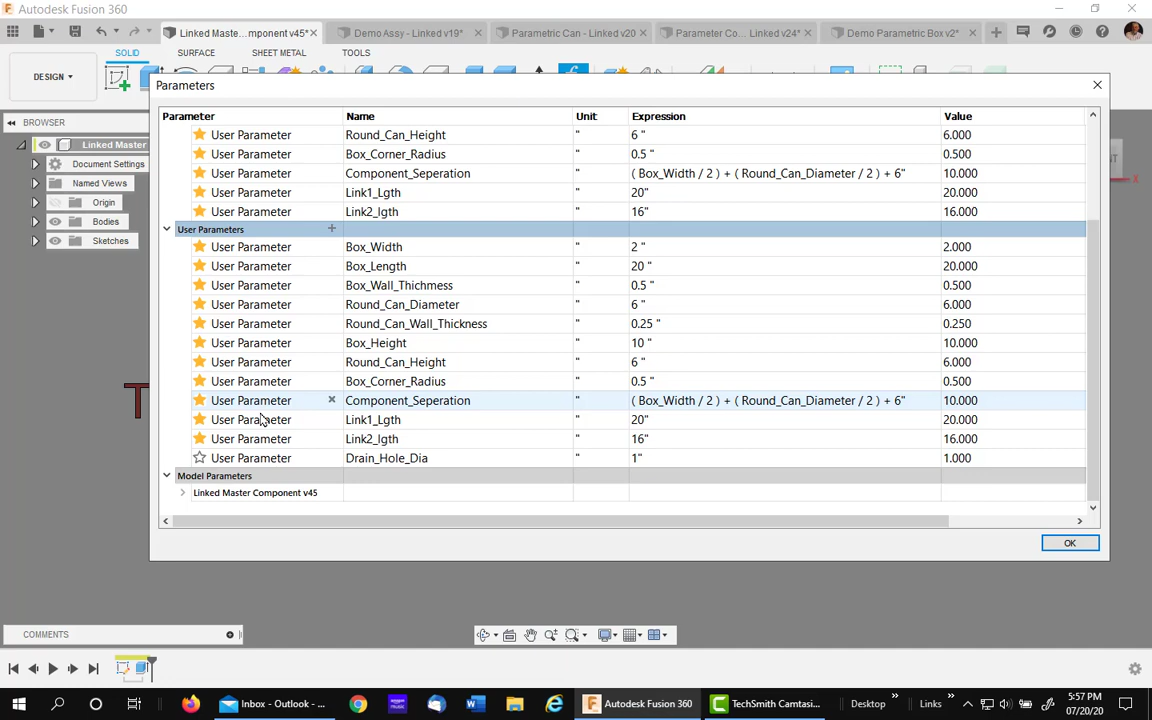 Autodesk Fusion 360
Linked Master...mponent v45*
Demo Assy - Linked v19*
Parametric Can - Linked v20
Parameter Co... Linked v24*
Demo Parametric Box v2*
SOLID SURFACE SHEET METAL TOOLS
DESIGN
Parameters
BROWSER
Linked Master
Document Settings
Named Views
Origin
Bodies
Sketches
Parameter Name Unit Expression Value
User Parameter Round_Can_Height " 6 " 6.000
User Parameter Box_Corner_Radius " 0.5 " 0.500
User Parameter Component_Seperation " ( Box_Width / 2 ) + ( Round_Can_Diameter / 2 ) + 6" 10.000
User Parameter Link1_Lgth " 20" 20.000
User Parameter Link2_lgth " 16" 16.000
User Parameters
User Parameter Box_Width " 2 " 2.000
User Parameter Box_Length " 20 " 20.000
User Parameter Box_Wall_Thichmess " 0.5 " 0.500
User Parameter Round_Can_Diameter " 6 " 6.000
User Parameter Round_Can_Wall_Thickness " 0.25 " 0.250
User Parameter Box_Height " 10 " 10.000
User Parameter Round_Can_Height " 6 " 6.000
User Parameter Box_Corner_Radius " 0.5 " 0.500
User Parameter Component_Seperation " ( Box_Width / 2 ) + ( Round_Can_Diameter / 2 ) + 6" 10.000
User Parameter Link1_Lgth " 20" 20.000
User Parameter Link2_lgth " 16" 16.000
User Parameter Drain_Hole_Dia " 1" 1.000
Model Parameters
Linked Master Component v45
OK
COMMENTS
Inbox - Outlook - ...
Autodesk Fusion 360
TechSmith Camtasi...
Desktop
Links
5:57 PM
07/20/20